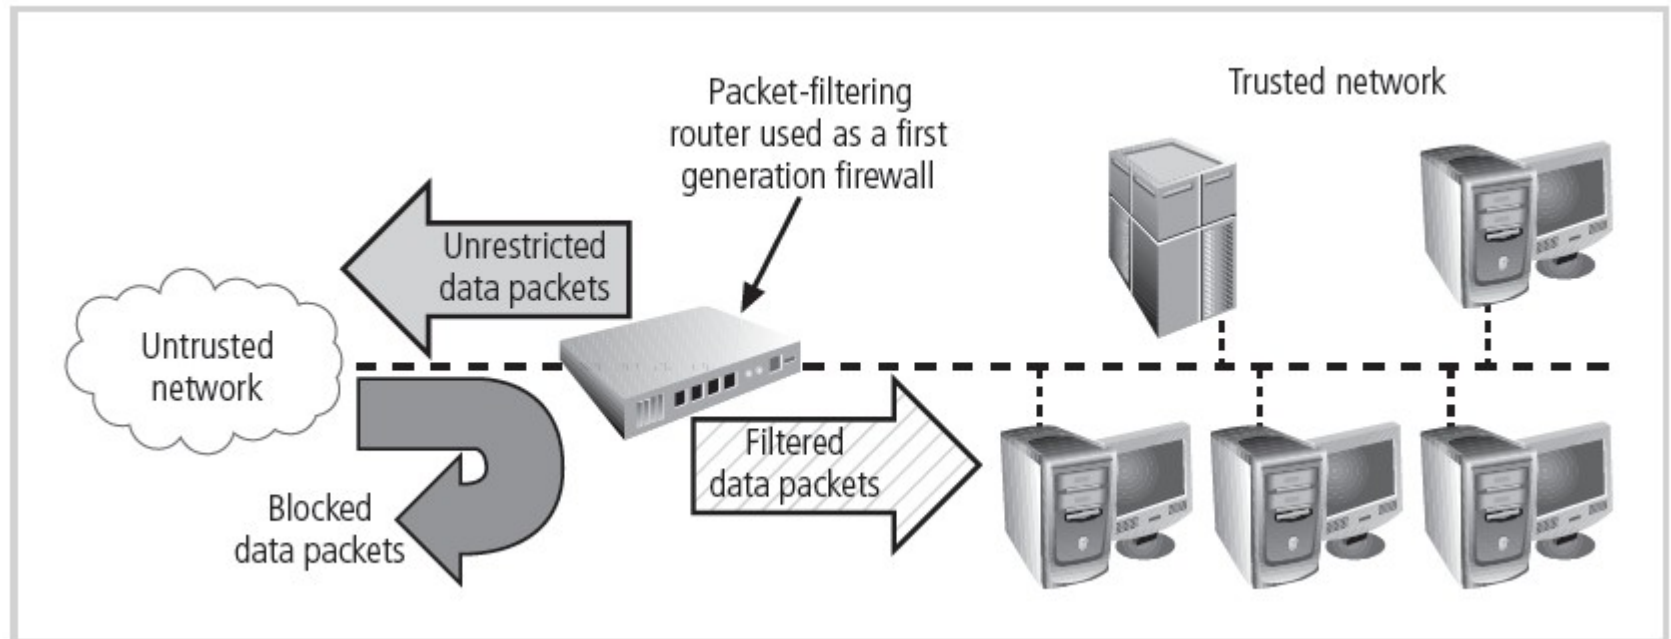 Packet-filtering
router used as a first
generation firewall
Trusted network
Unrestricted
data packets
Untrusted
network
Filtered
data packets
Blocked
data packets